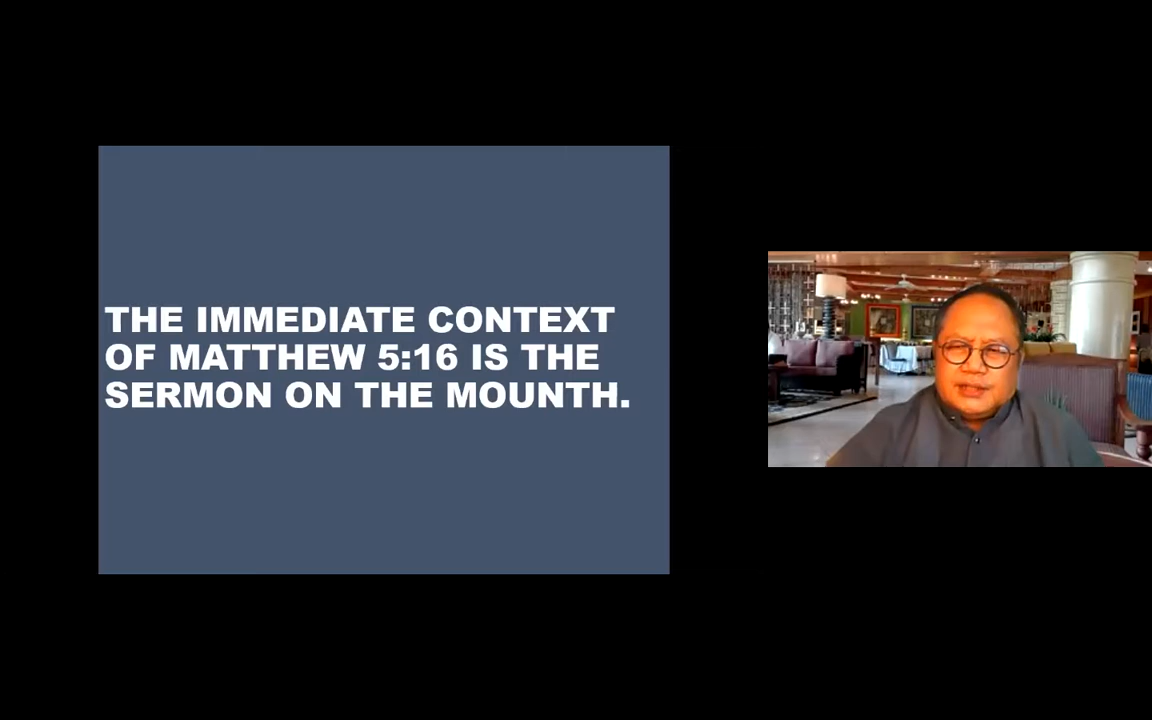 THE IMMEDIATE CONTEXT
OF MATTHEW 5:16 IS THE
SERMON ON THE MOUNTH.